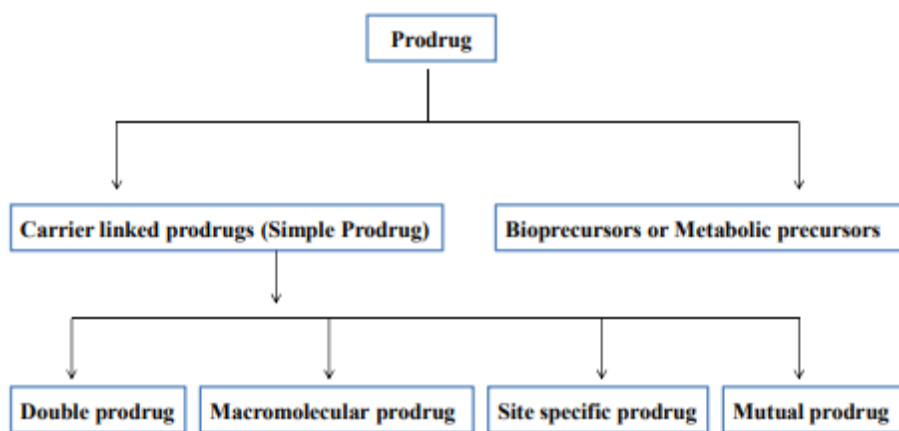 Prodrug
Carrier linked prodrugs (Simple Prodrug)
Bioprecursors or Metabolic precursors
Double prodrug
Macromolecular prodrug
Site specific prodrug
Mutual prodrug